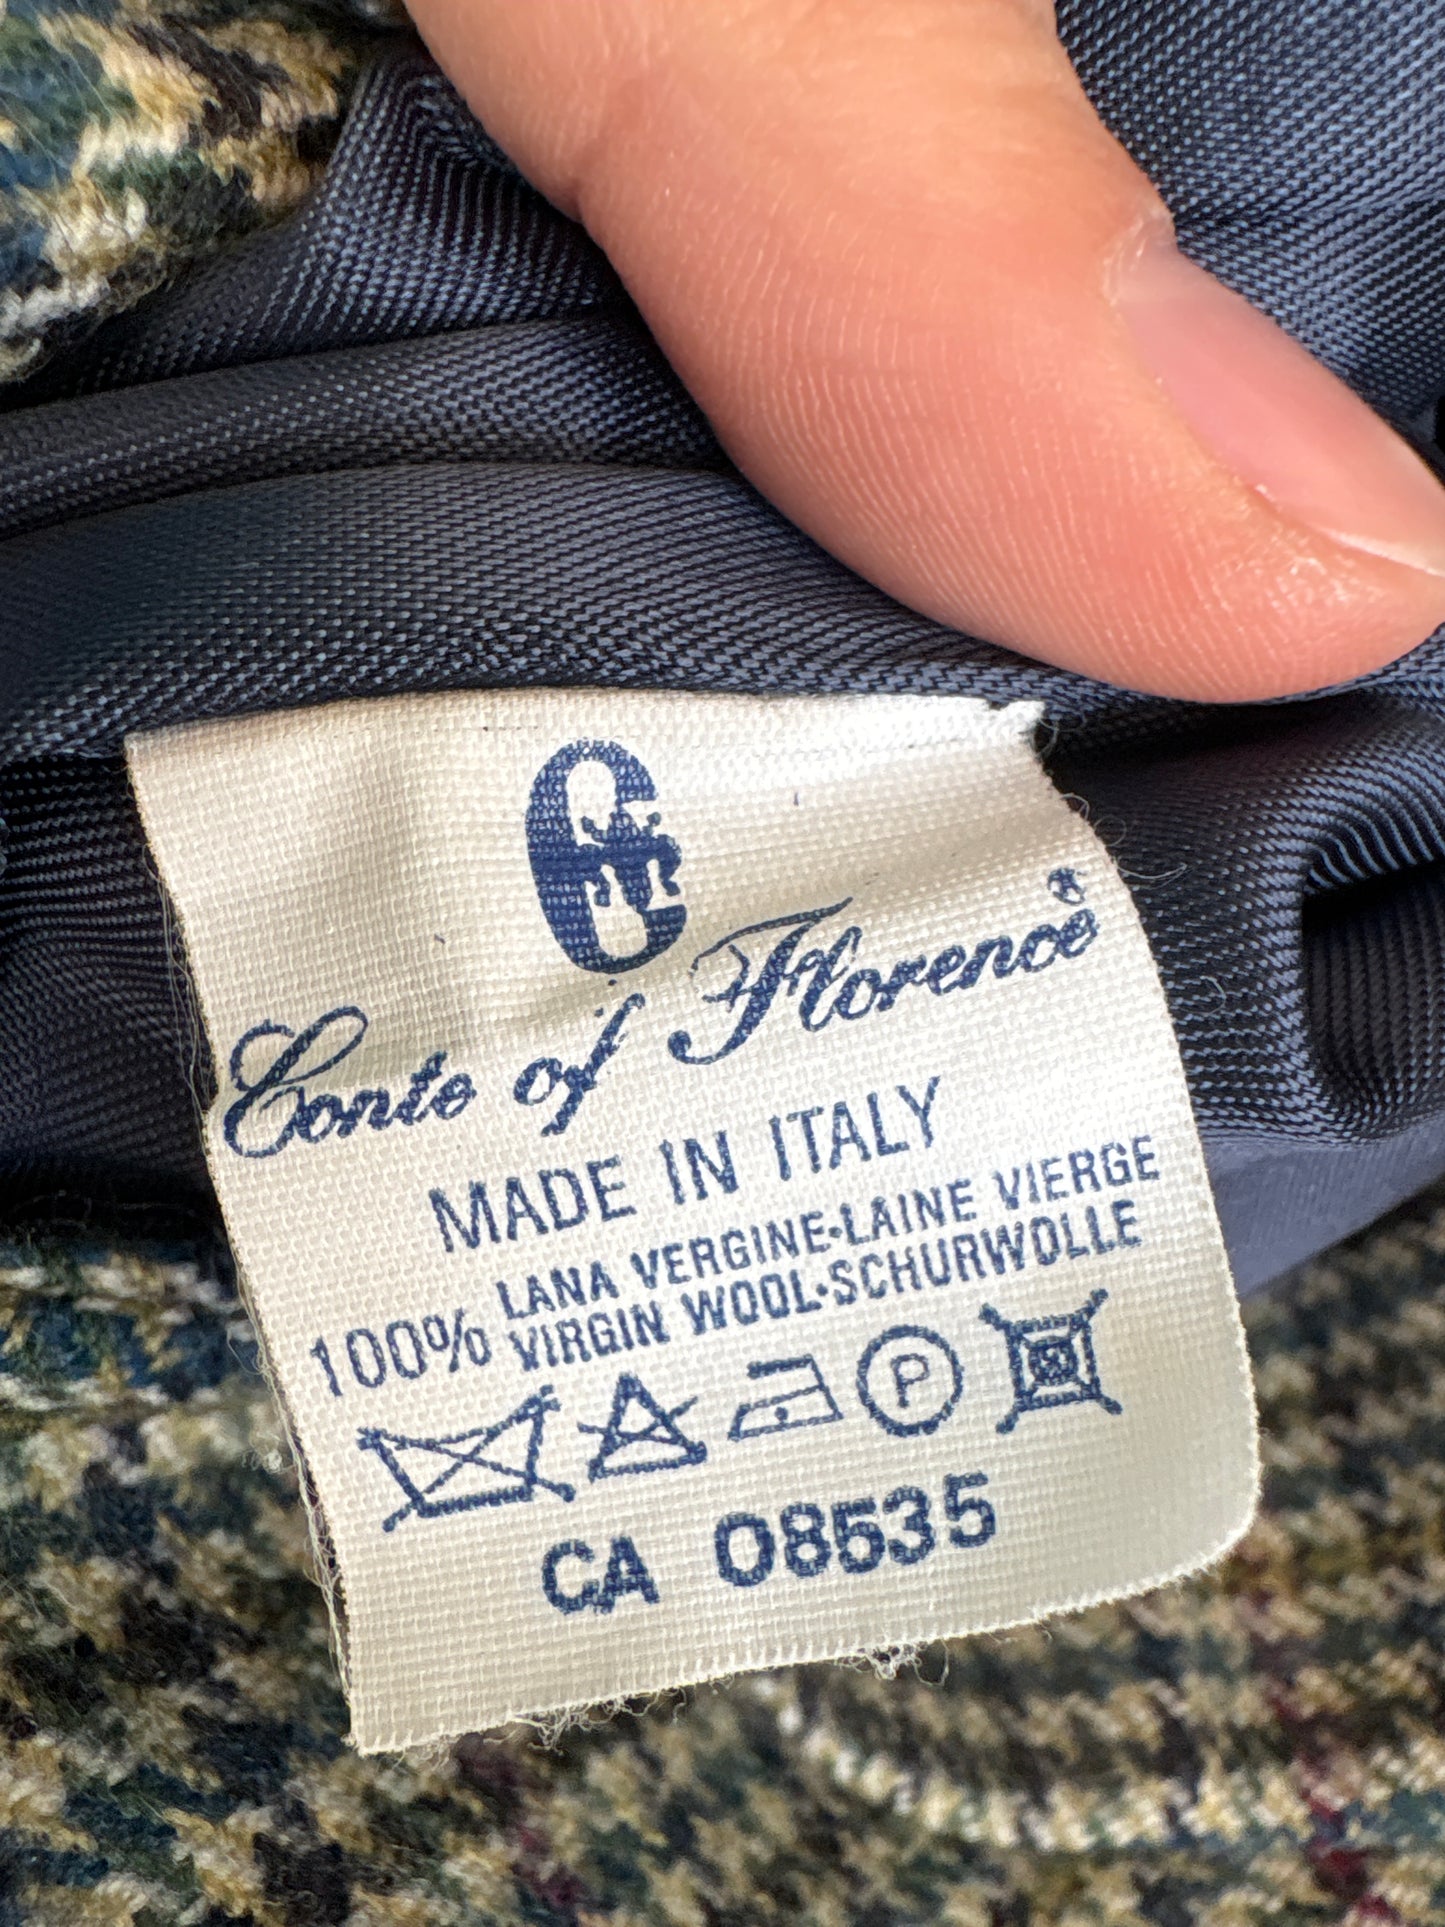 C
Conte of Florence®
MADE IN ITALY
100% LANA VERGINE•LAINE VIERGE
VIRGIN WOOL•SCHURWOLLE
P
CA 08535